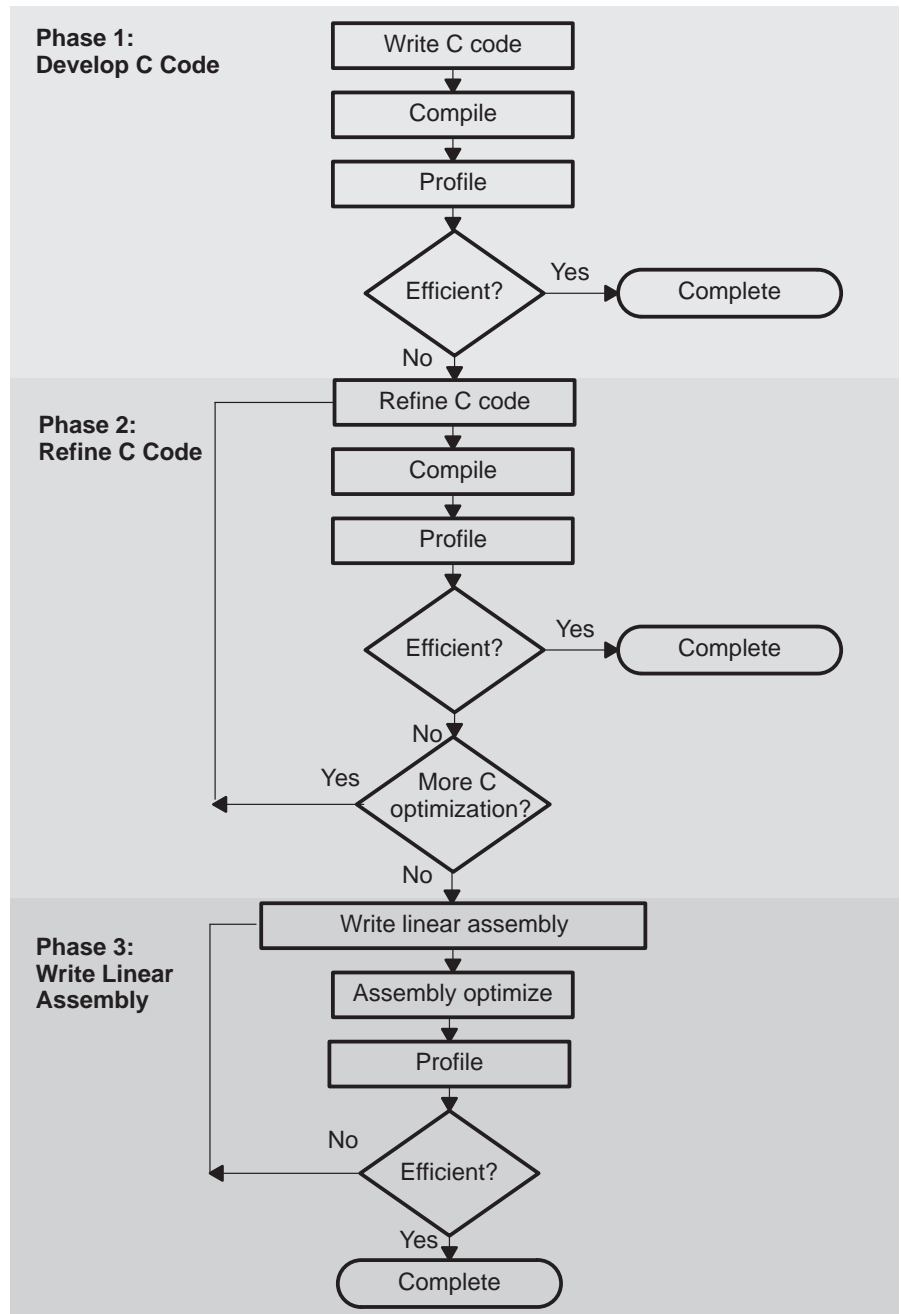 Phase 1:
Develop C Code
Write C code
Compile
Profile
Efficient?
Yes
Complete
No
Phase 2:
Refine C Code
Refine C code
Compile
Profile
Efficient?
Yes
Complete
No
More C
optimization?
Yes
No
Phase 3:
Write Linear
Assembly
Write linear assembly
Assembly optimize
Profile
Efficient?
No
Yes
Complete